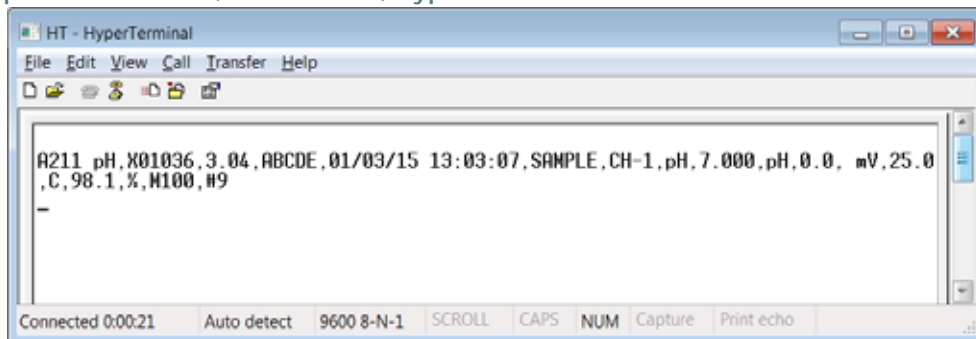 HT - HyperTerminal
File Edit View Call Transfer Help
A211 pH,X01036,3.04,ABCDE,01/03/15 13:03:07,SAMPLE,CH-1,pH,7.000,pH,0.0, mV,25.0
,C,98.1,%,M100,#9
Connected 0:00:21 Auto detect 9600 8-N-1 SCROLL CAPS NUM Capture Print echo